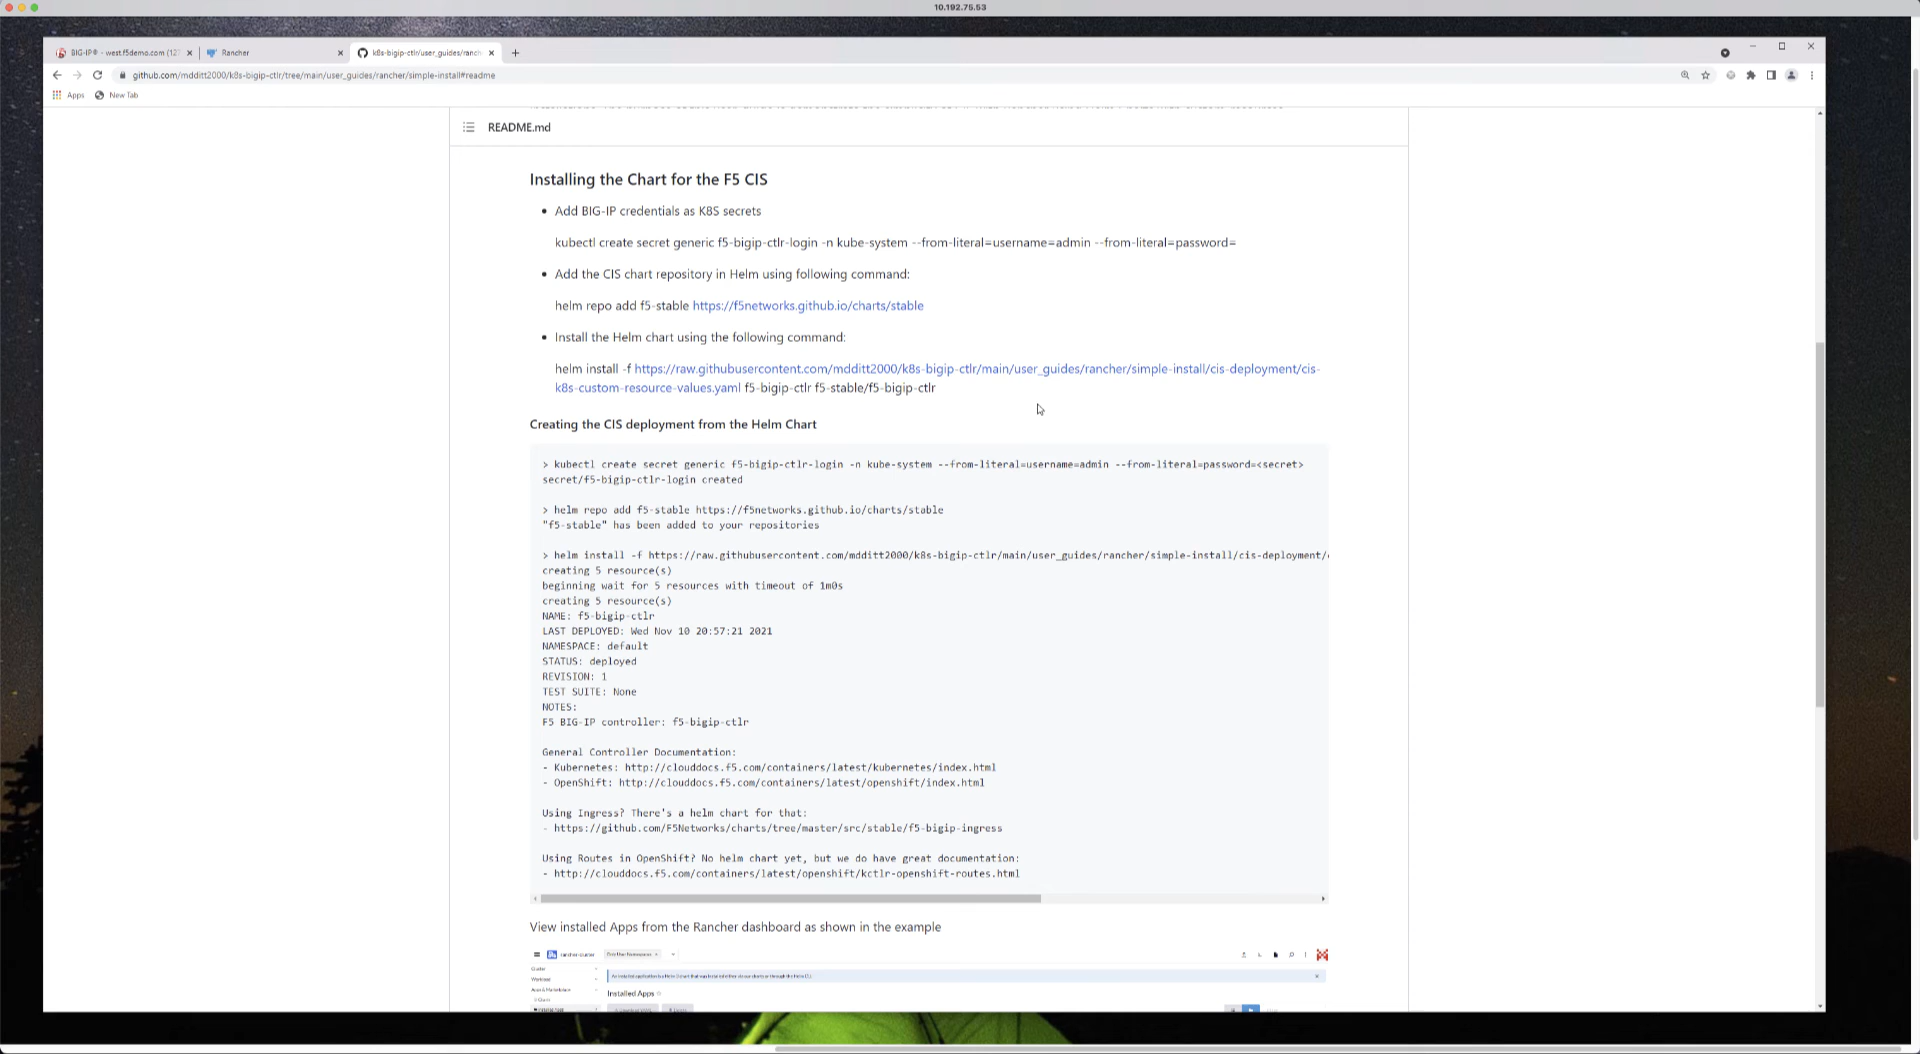 10.192.75.53
BIG-IP® - west.f5demo.com (12
Rancher
k8s-bigip-ctlr/user_guides/ranch
github.com/mdditt2000/k8s-bigip-ctlr/tree/main/user_guides/rancher/simple-install#readme
Apps
New Tab
README.md
Installing the Chart for the F5 CIS
Add BIG-IP credentials as K8S secrets
kubectl create secret generic f5-bigip-ctlr-login -n kube-system --from-literal=username=admin --from-literal=password=
Add the CIS chart repository in Helm using following command:
helm repo add f5-stable https://f5networks.github.io/charts/stable
Install the Helm chart using the following command:
helm install -f https://raw.githubusercontent.com/mdditt2000/k8s-bigip-ctlr/main/user_guides/rancher/simple-install/cis-deployment/cis-
k8s-custom-resource-values.yaml f5-bigip-ctlr f5-stable/f5-bigip-ctlr
Creating the CIS deployment from the Helm Chart
> kubectl create secret generic f5-bigip-ctlr-login -n kube-system --from-literal=username=admin --from-literal=password=<secret>
secret/f5-bigip-ctlr-login created
> helm repo add f5-stable https://f5networks.github.io/charts/stable
"f5-stable" has been added to your repositories
> helm install -f https://raw.githubusercontent.com/mdditt2000/k8s-bigip-ctlr/main/user_guides/rancher/simple-install/cis-deployment/
creating 5 resource(s)
beginning wait for 5 resources with timeout of 1m0s
creating 5 resource(s)
NAME: f5-bigip-ctlr
LAST DEPLOYED: Wed Nov 10 20:57:21 2021
NAMESPACE: default
STATUS: deployed
REVISION: 1
TEST SUITE: None
NOTES:
F5 BIG-IP controller: f5-bigip-ctlr
General Controller Documentation:
- Kubernetes: http://clouddocs.f5.com/containers/latest/kubernetes/index.html
- OpenShift: http://clouddocs.f5.com/containers/latest/openshift/index.html
Using Ingress? There's a helm chart for that:
- https://github.com/F5Networks/charts/tree/master/src/stable/f5-bigip-ingress
Using Routes in OpenShift? No helm chart yet, but we do have great documentation:
- http://clouddocs.f5.com/containers/latest/openshift/kctlr-openshift-routes.html
View installed Apps from the Rancher dashboard as shown in the example
rancher-cluster
Cluster
Workload
Apps & Marketplace
Installed Apps